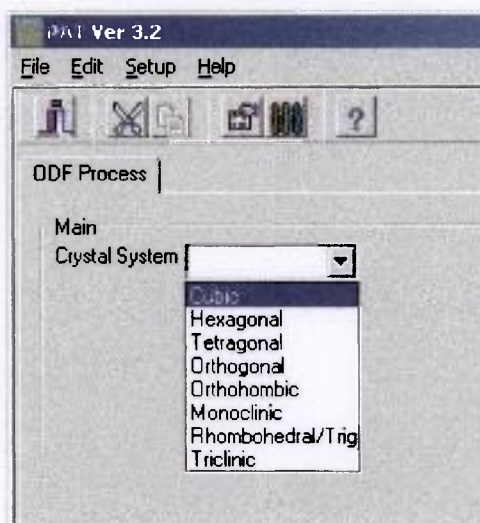 PAT Ver 3.2
File Edit Setup Help
?
ODF Process
Main
Crystal System
Cubic
Hexagonal
Tetragonal
Orthogonal
Orthohombic
Monoclinic
Rhombohedral/Trig
Triclinic